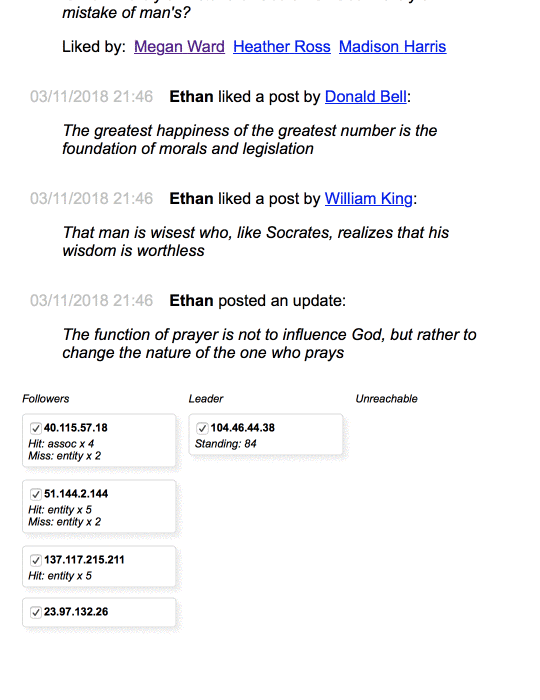 mistake of man's?
Liked by: Megan Ward Heather Ross Madison Harris
03/11/2018 21:46 Ethan liked a post by Donald Bell:
The greatest happiness of the greatest number is the
foundation of morals and legislation
03/11/2018 21:46 Ethan liked a post by William King:
That man is wisest who, like Socrates, realizes that his
wisdom is worthless
03/11/2018 21:46 Ethan posted an update:
The function of prayer is not to influence God, but rather to
change the nature of the one who prays
Followers
40.115.57.18
Hit: assoc x 4
Miss: entity x 2
51.144.2.144
Hit: entity x 5
Miss: entity x 2
137.117.215.211
Hit: entity x 5
23.97.132.26
Leader
104.46.44.38
Standing: 84
Unreachable